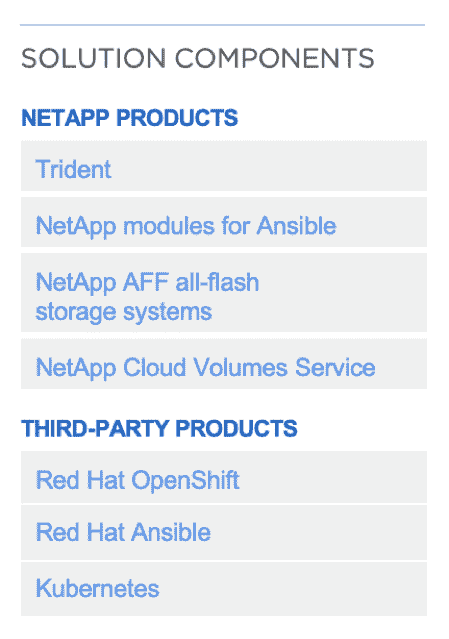 SOLUTION COMPONENTS
NETAPP PRODUCTS
Trident
NetApp modules for Ansible
NetApp AFF all-flash
storage systems
NetApp Cloud Volumes Service
THIRD-PARTY PRODUCTS
Red Hat OpenShift
Red Hat Ansible
Kubernetes